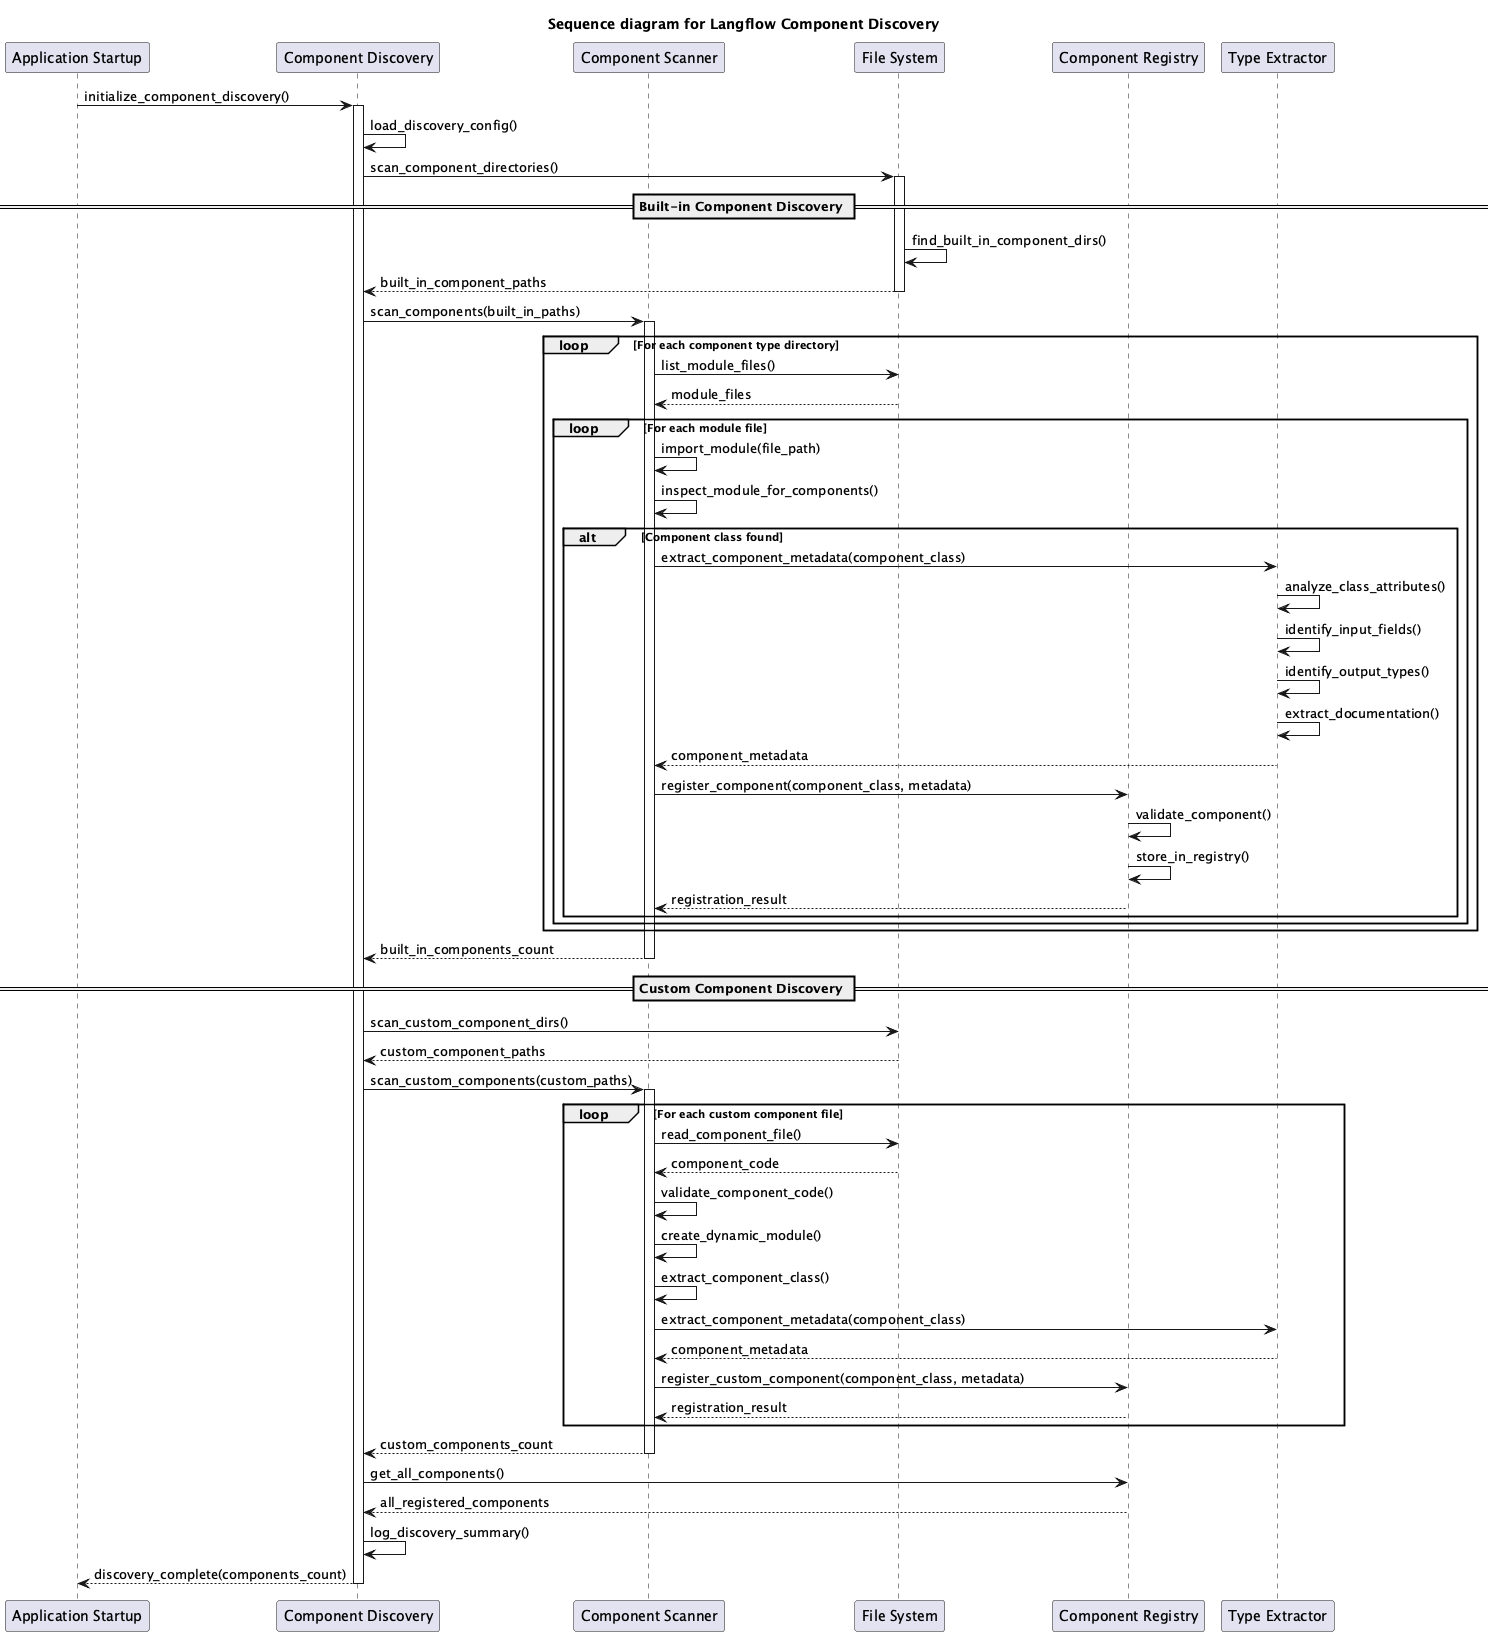 Sequence diagram for Langflow Component Discovery
Application Startup
Component Discovery
Component Scanner
File System
Component Registry
Type Extractor
initialize_component_discovery()
load_discovery_config()
scan_component_directories()
Built-in Component Discovery
find_built_in_component_dirs()
built_in_component_paths
scan_components(built_in_paths)
loop [For each component type directory]
list_module_files()
module_files
loop [For each module file]
import_module(file_path)
inspect_module_for_components()
alt [Component class found]
extract_component_metadata(component_class)
analyze_class_attributes()
identify_input_fields()
identify_output_types()
extract_documentation()
component_metadata
register_component(component_class, metadata)
validate_component()
store_in_registry()
registration_result
built_in_components_count
Custom Component Discovery
scan_custom_component_dirs()
custom_component_paths
scan_custom_components(custom_paths)
loop [For each custom component file]
read_component_file()
component_code
validate_component_code()
create_dynamic_module()
extract_component_class()
extract_component_metadata(component_class)
component_metadata
register_custom_component(component_class, metadata)
registration_result
custom_components_count
get_all_components()
all_registered_components
log_discovery_summary()
discovery_complete(components_count)
Application Startup
Component Discovery
Component Scanner
File System
Component Registry
Type Extractor